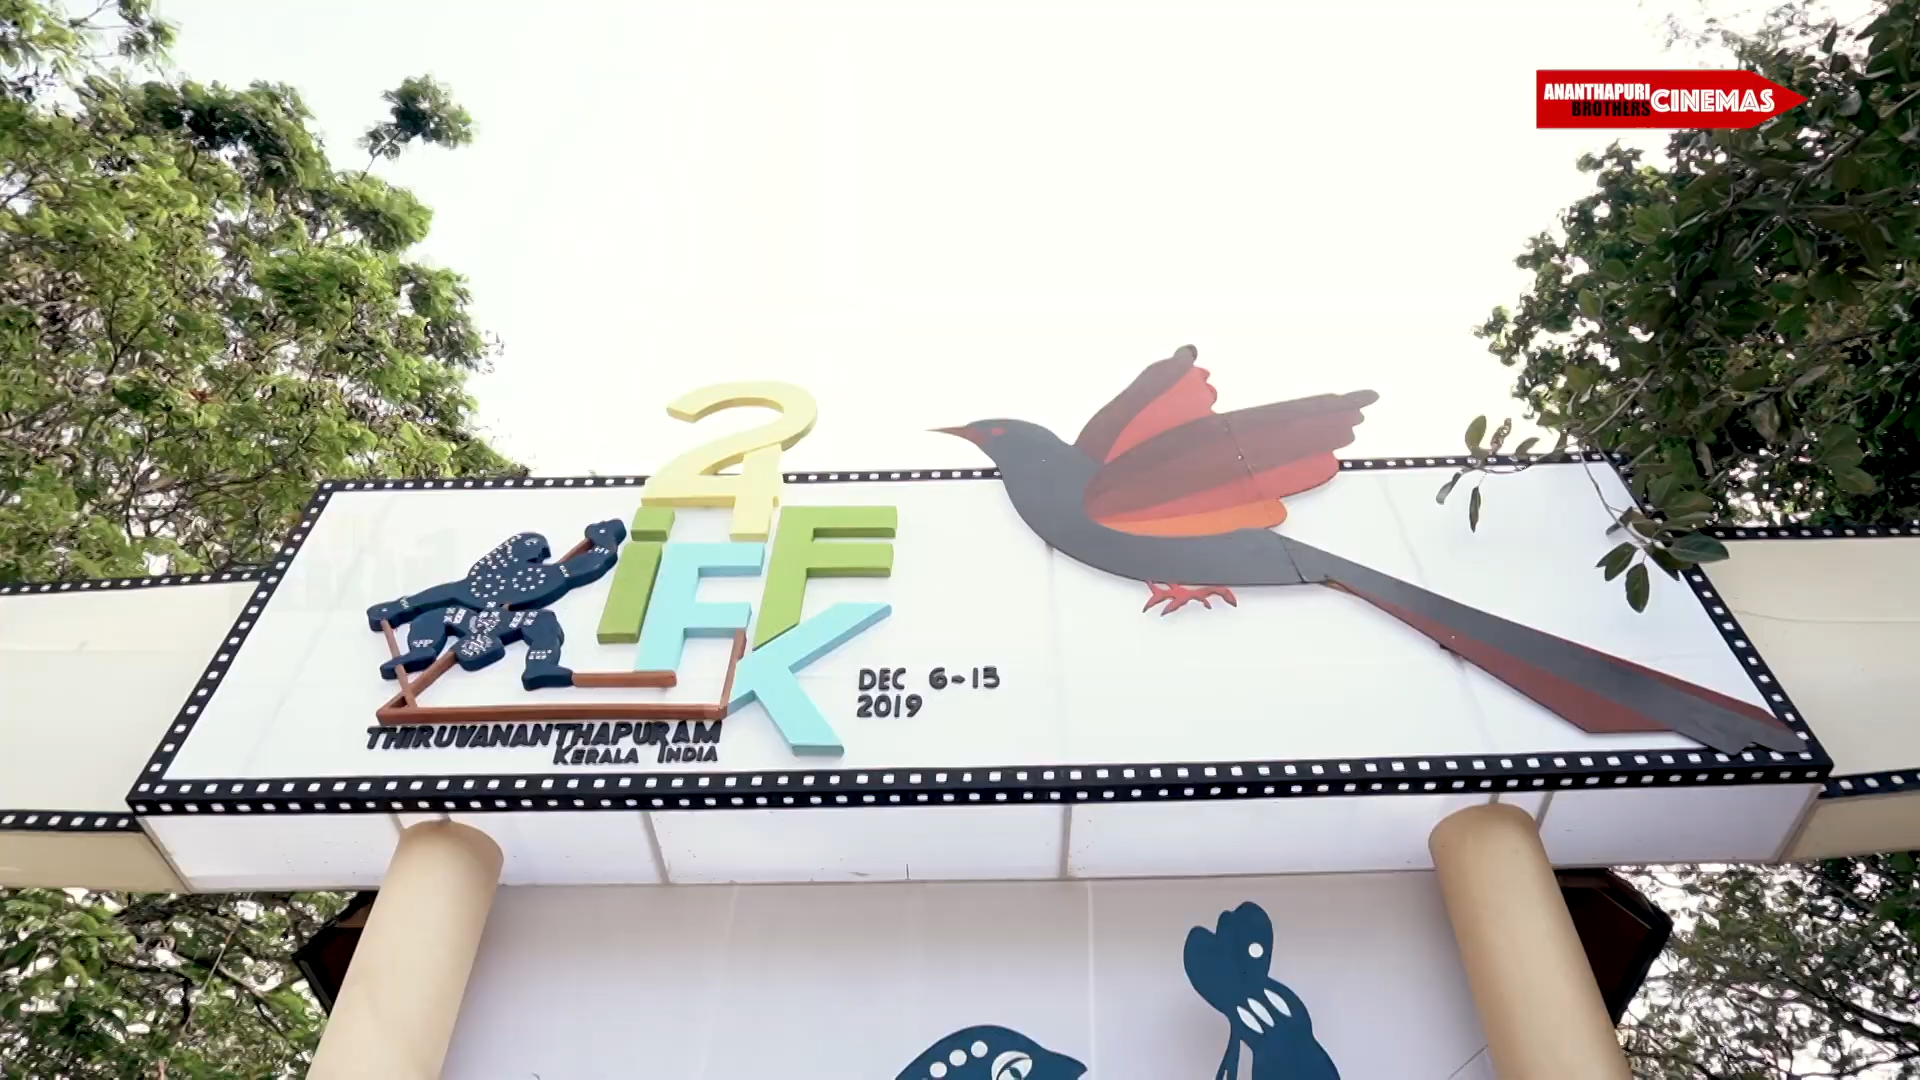 ANANTHAPURI
BROTHERS CINEMAS
24
iFFK
DEC 6-15
2019
THIRUVANANTHAPURAM
KERALA INDIA